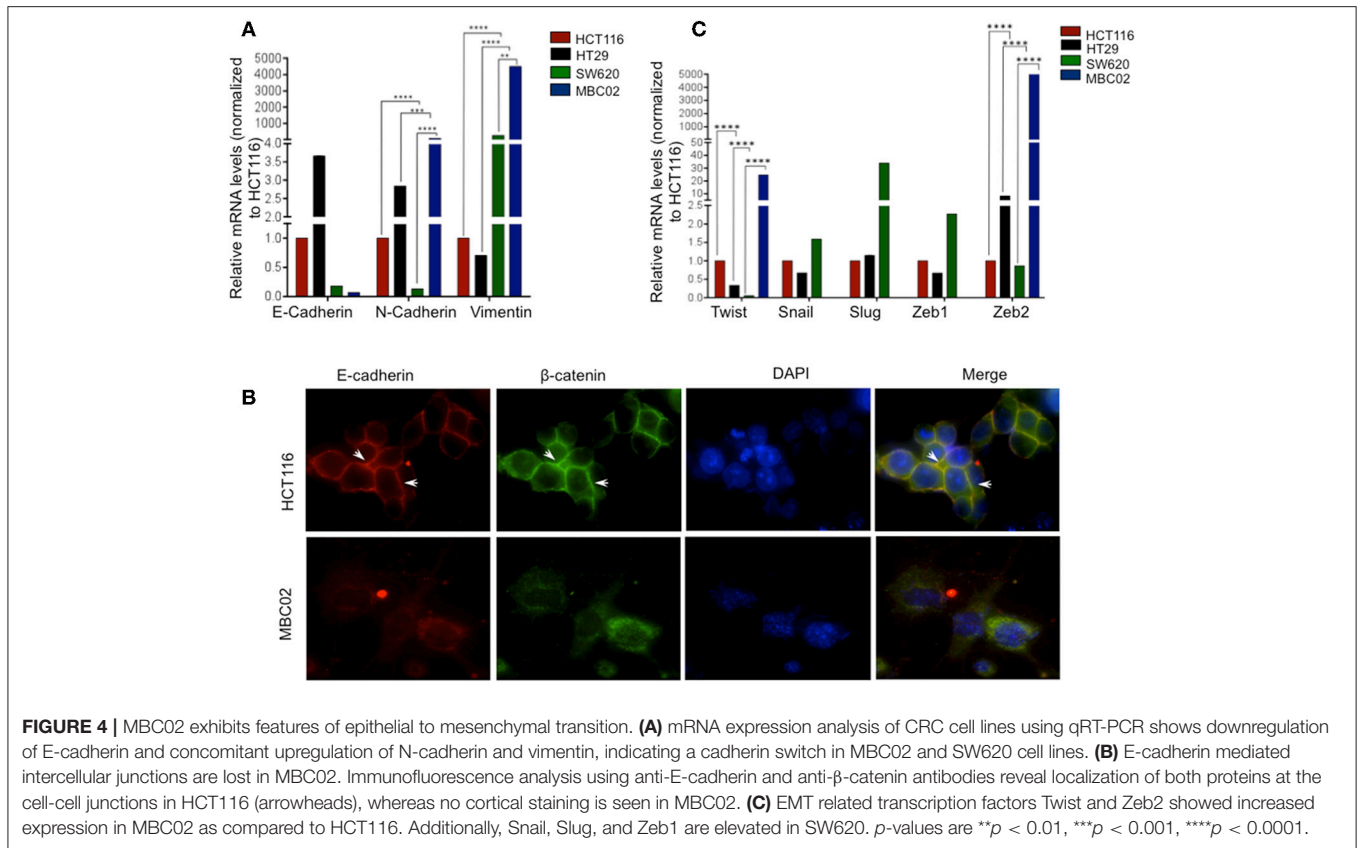 A
****
****
**
HCT116
HT29
SW620
MBC02
****
***
****
Relative mRNA levels (normalized
to HCT116)
5000
4000
3000
2000
1000
4.0
3.5
3.0
2.5
2.0
1.0
0.5
0.0
E-Cadherin N-Cadherin Vimentin
C
****
****
****
HCT116
HT29
SW620
MBC02
****
****
****
Relative mRNA levels (normalized
to HCT116)
5000
4000
3000
2000
1000
50
40
30
20
10
2.5
2.0
1.5
1.0
0.5
0.0
Twist Snail Slug Zeb1 Zeb2
B
E-cadherin β-catenin DAPI Merge
HCT116
MBC02
FIGURE 4 | MBC02 exhibits features of epithelial to mesenchymal transition. (A) mRNA expression analysis of CRC cell lines using qRT-PCR shows downregulation
of E-cadherin and concomitant upregulation of N-cadherin and vimentin, indicating a cadherin switch in MBC02 and SW620 cell lines. (B) E-cadherin mediated
intercellular junctions are lost in MBC02. Immunofluorescence analysis using anti-E-cadherin and anti-β-catenin antibodies reveal localization of both proteins at the
cell-cell junctions in HCT116 (arrowheads), whereas no cortical staining is seen in MBC02. (C) EMT related transcription factors Twist and Zeb2 showed increased
expression in MBC02 as compared to HCT116. Additionally, Snail, Slug, and Zeb1 are elevated in SW620. p-values are **p < 0.01, ***p < 0.001, ****p < 0.0001.